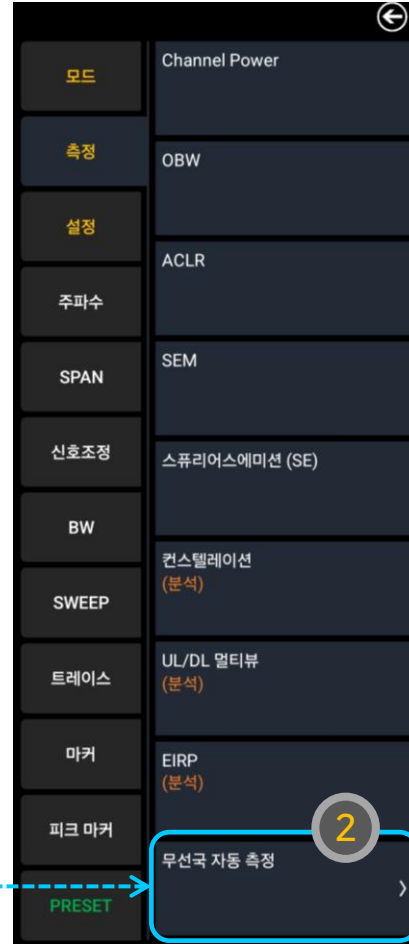 모드
측정
설정
주파수
SPAN
신호조정
BW
SWEEP
트레이스
마커
피크 마커
PRESET
Channel Power
OBW
ACLR
SEM
스퓨리어스에미션 (SE)
컨스텔레이션
(분석)
UL/DL 멀티뷰
(분석)
EIRP
(분석)
2
무선국 자동 측정